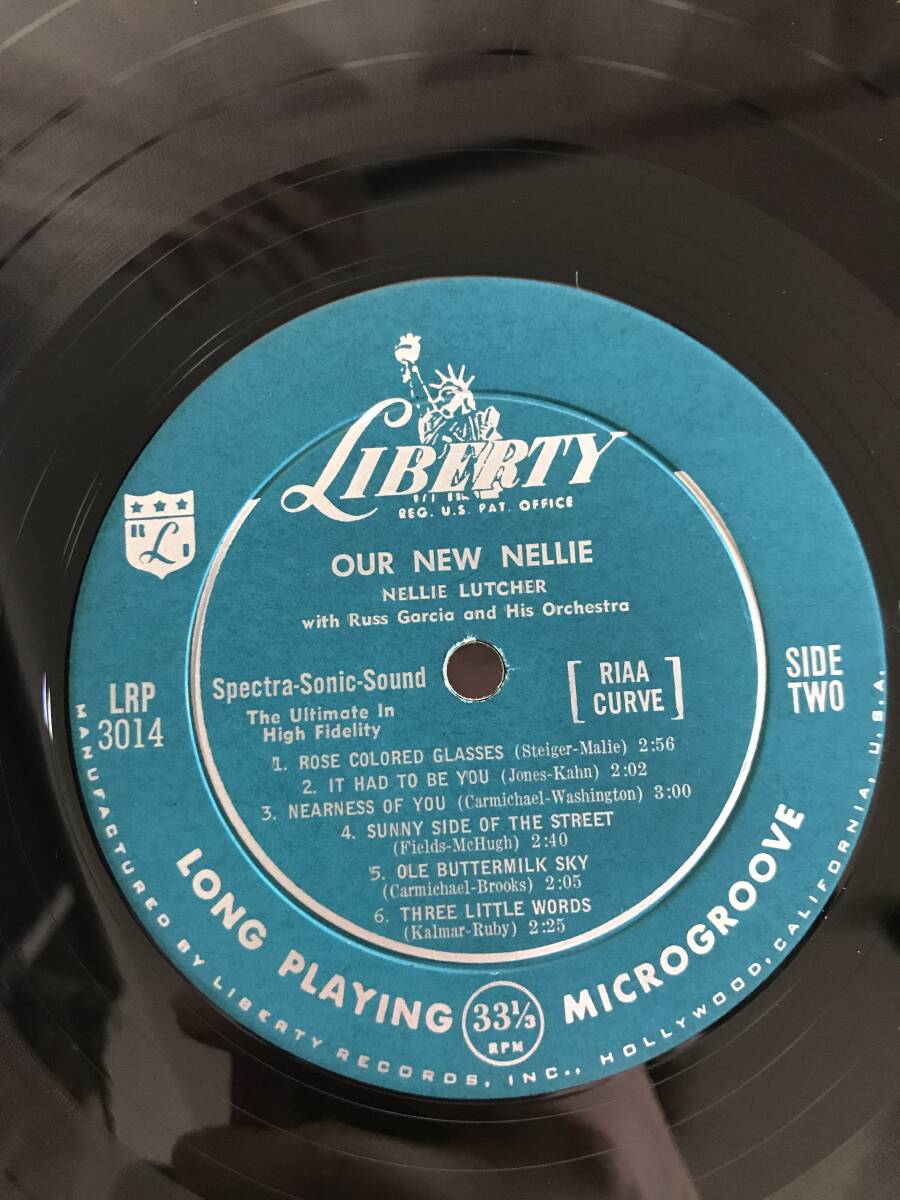 LIBERTY
REG. U.S. PAT. OFFICE
R L I
OUR NEW NELLIE
NELLIE LUTCHER
with Russ Garcia and His Orchestra
LRP
3014
Spectra-Sonic-Sound
The Ultimate In
High Fidelity
[RIAA
CURVE]
SIDE
TWO
1. ROSE COLORED GLASSES (Steiger-Malie) 2:56
2. IT HAD TO BE YOU (Jones-Kahn) 2:02
3. NEARNESS OF YOU (Carmichael-Washington) 3:00
4. SUNNY SIDE OF THE STREET
(Fields-McHugh) 2:40
5. OLE BUTTERMILK SKY
(Carmichael-Brooks) 2:05
6. THREE LITTLE WORDS
(Kalmar-Ruby) 2:25
LONG PLAYING 33⅓ RPM MICROGROOVE
MANUFACTURED BY LIBERTY RECORDS, INC., HOLLYWOOD, CALIFORNIA, U.S.A.